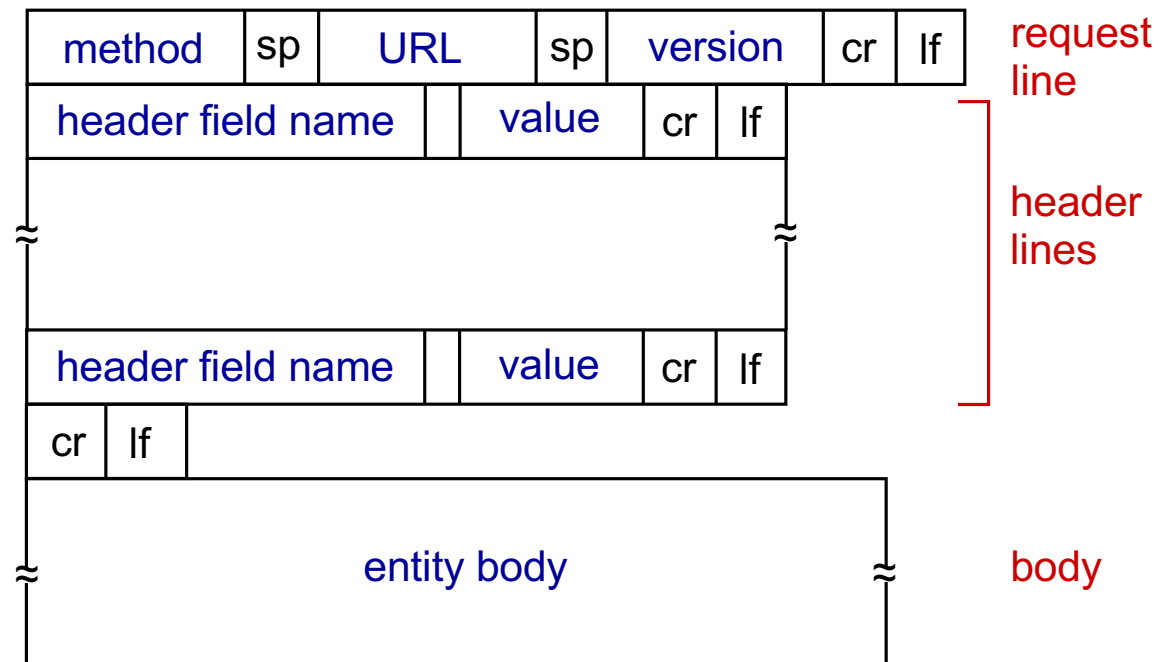 method sp URL sp version cr lf request
line
header field name value cr lf
header
lines
header field name value cr lf
cr lf
entity body body